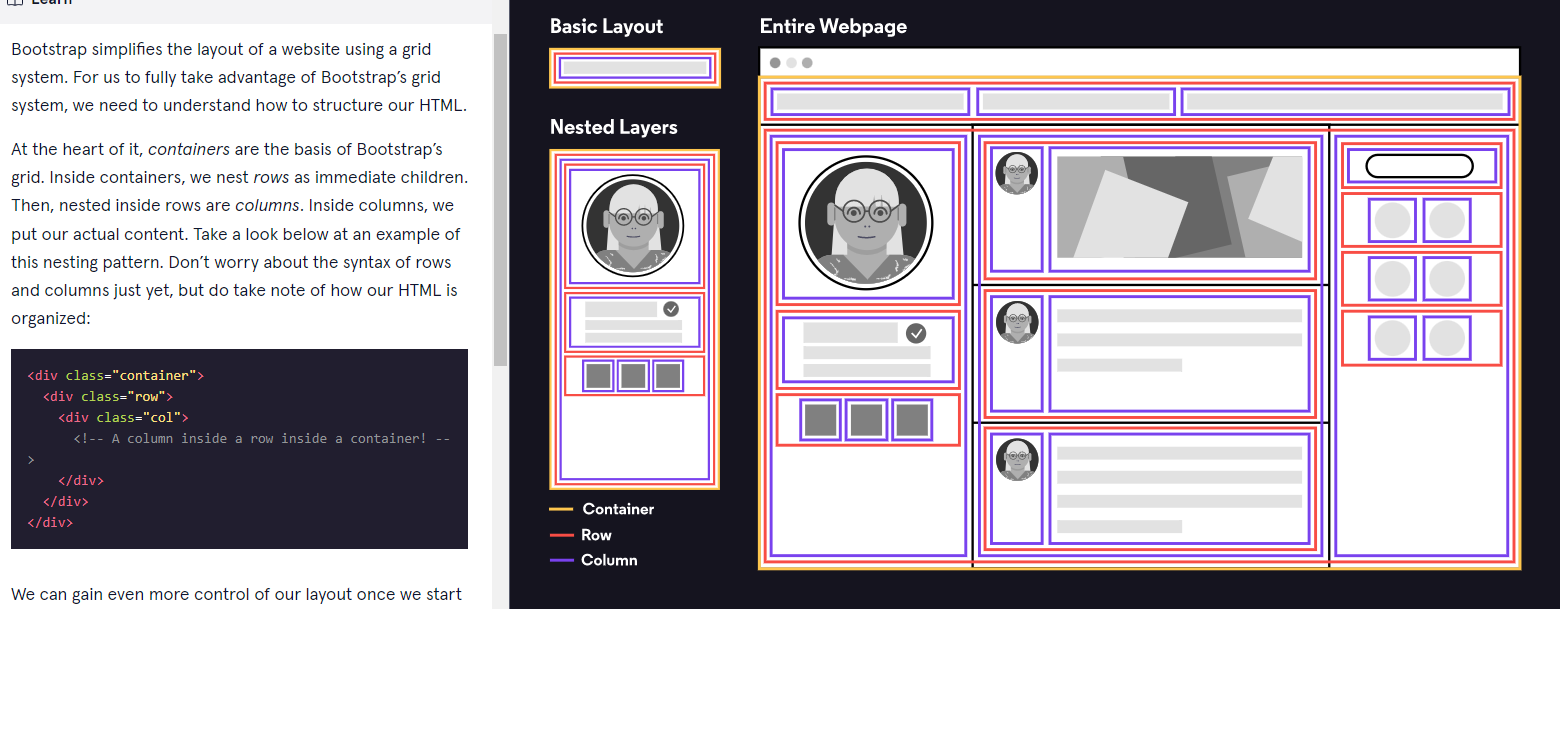 Learn
Bootstrap simplifies the layout of a website using a grid
system. For us to fully take advantage of Bootstrap’s grid
system, we need to understand how to structure our HTML.
At the heart of it, containers are the basis of Bootstrap’s
grid. Inside containers, we nest rows as immediate children.
Then, nested inside rows are columns. Inside columns, we
put our actual content. Take a look below at an example of
this nesting pattern. Don’t worry about the syntax of rows
and columns just yet, but do take note of how our HTML is
organized:
<div class="container">
<div class="row">
<div class="col">
<!-- A column inside a row inside a container! --
>
</div>
</div>
</div>
We can gain even more control of our layout once we start
Basic Layout
Nested Layers
Container
Row
Column
Entire Webpage